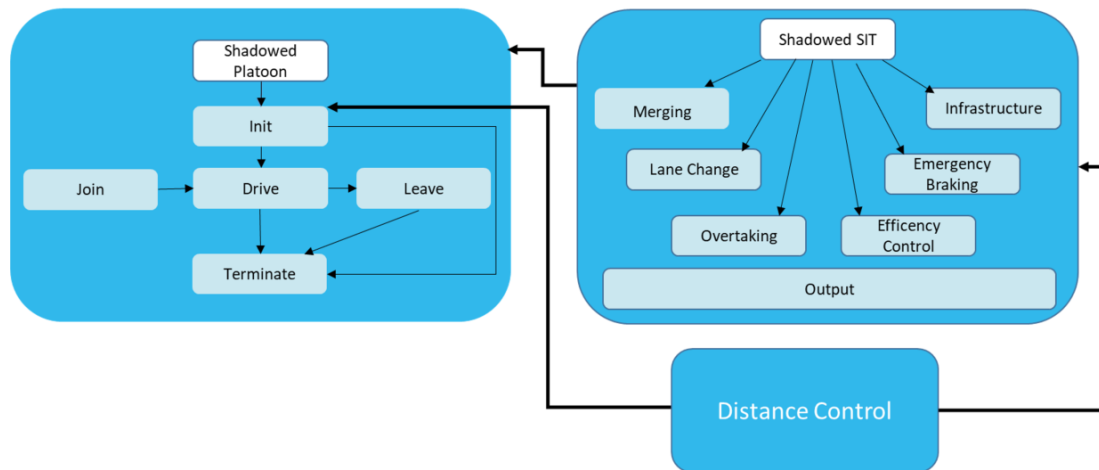 Shadowed
Platoon
Init
Join
Drive
Leave
Terminate
Shadowed SIT
Merging
Infrastructure
Lane Change
Emergency
Braking
Overtaking
Efficency
Control
Output
Distance Control